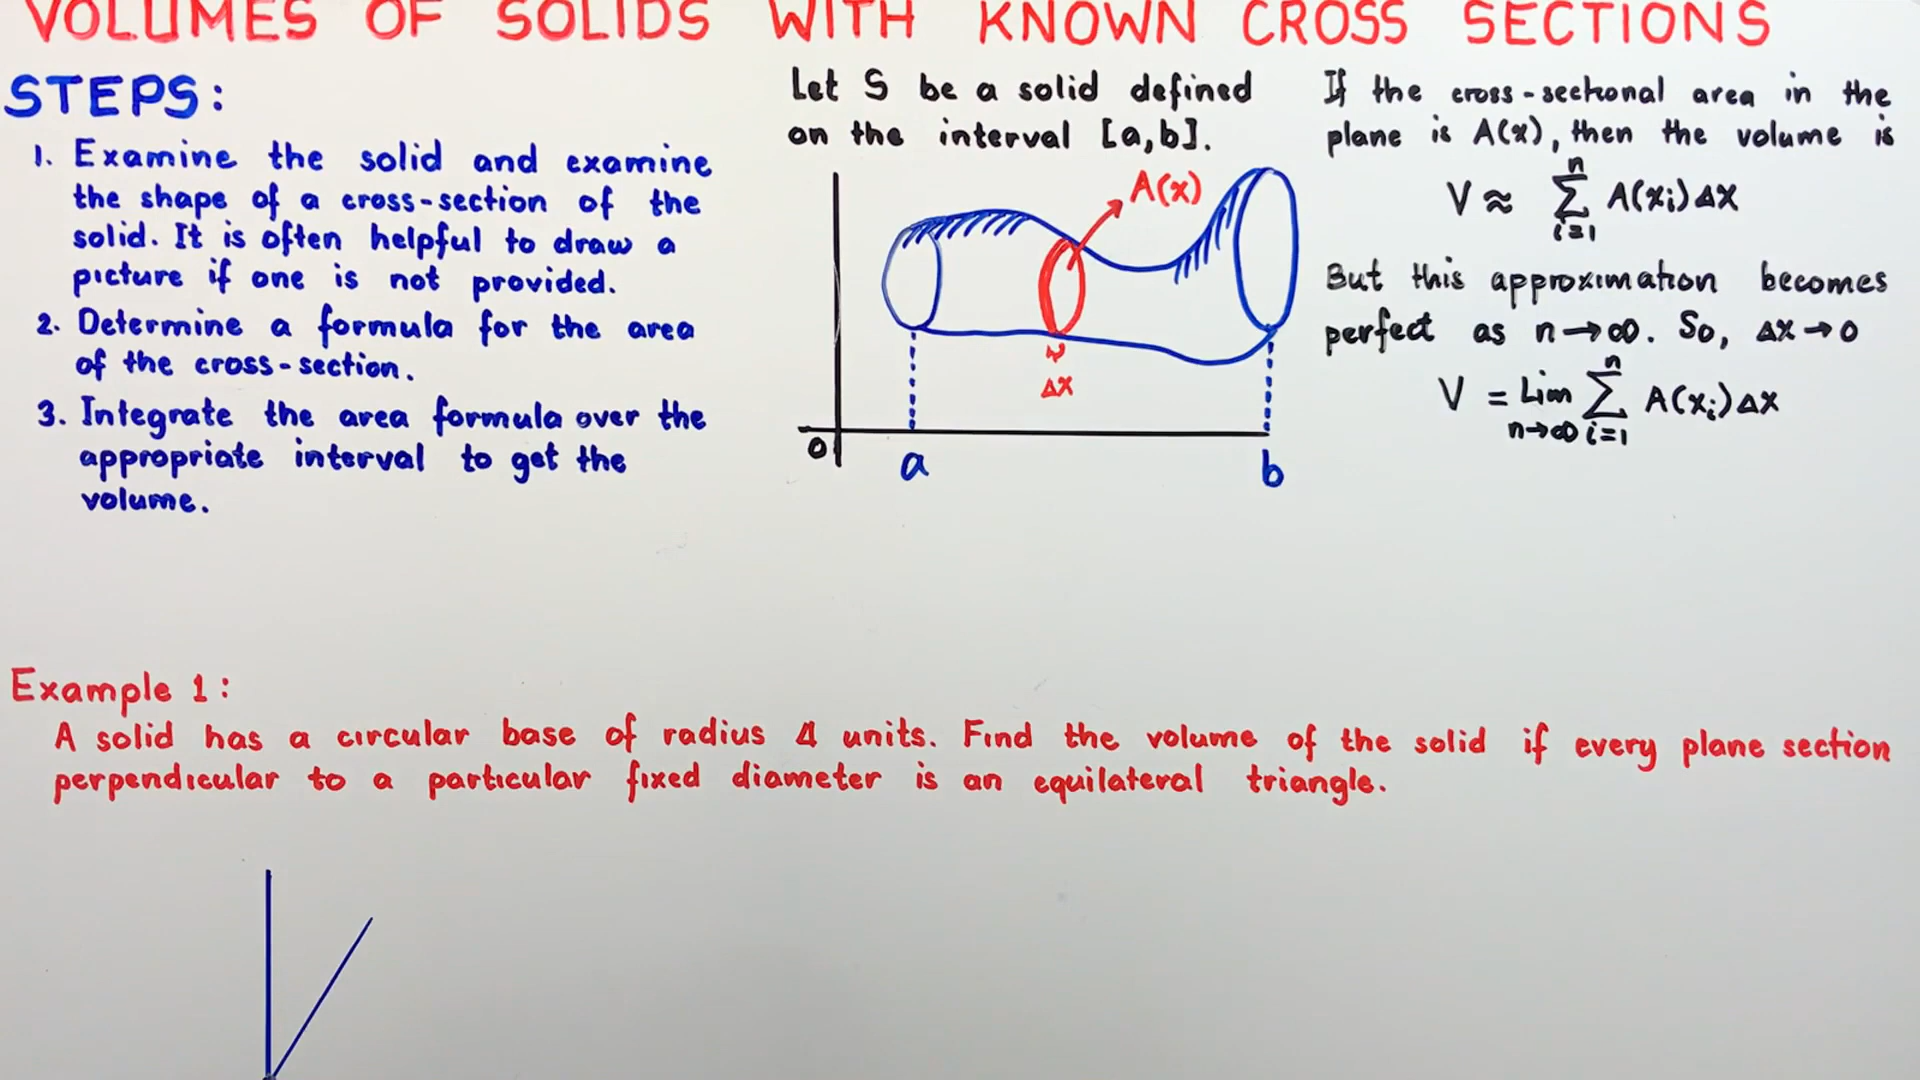 VOLUMES OF SOLIDS WITH KNOWN CROSS SECTIONS
STEPS:
1. Examine the solid and examine
the shape of a cross-section of the
solid. It is often helpful to draw a
picture if one is not provided.
2. Determine a formula for the area
of the cross-section.
3. Integrate the area formula over the
appropriate interval to get the
volume.
Let S be a solid defined
on the interval [a,b].
A(x)
Δx
0
a
b
If the cross-sectional area in the
plane is A(x), then the volume is
V ≈ n∑i=1 A(xi)Δx
But this approximation becomes
perfect as n→∞. So, Δx→0
V = Lim n→∞ n∑i=1 A(xi)Δx
Example 1:
A solid has a circular base of radius 4 units. Find the volume of the solid if every plane section
perpendicular to a particular fixed diameter is an equilateral triangle.